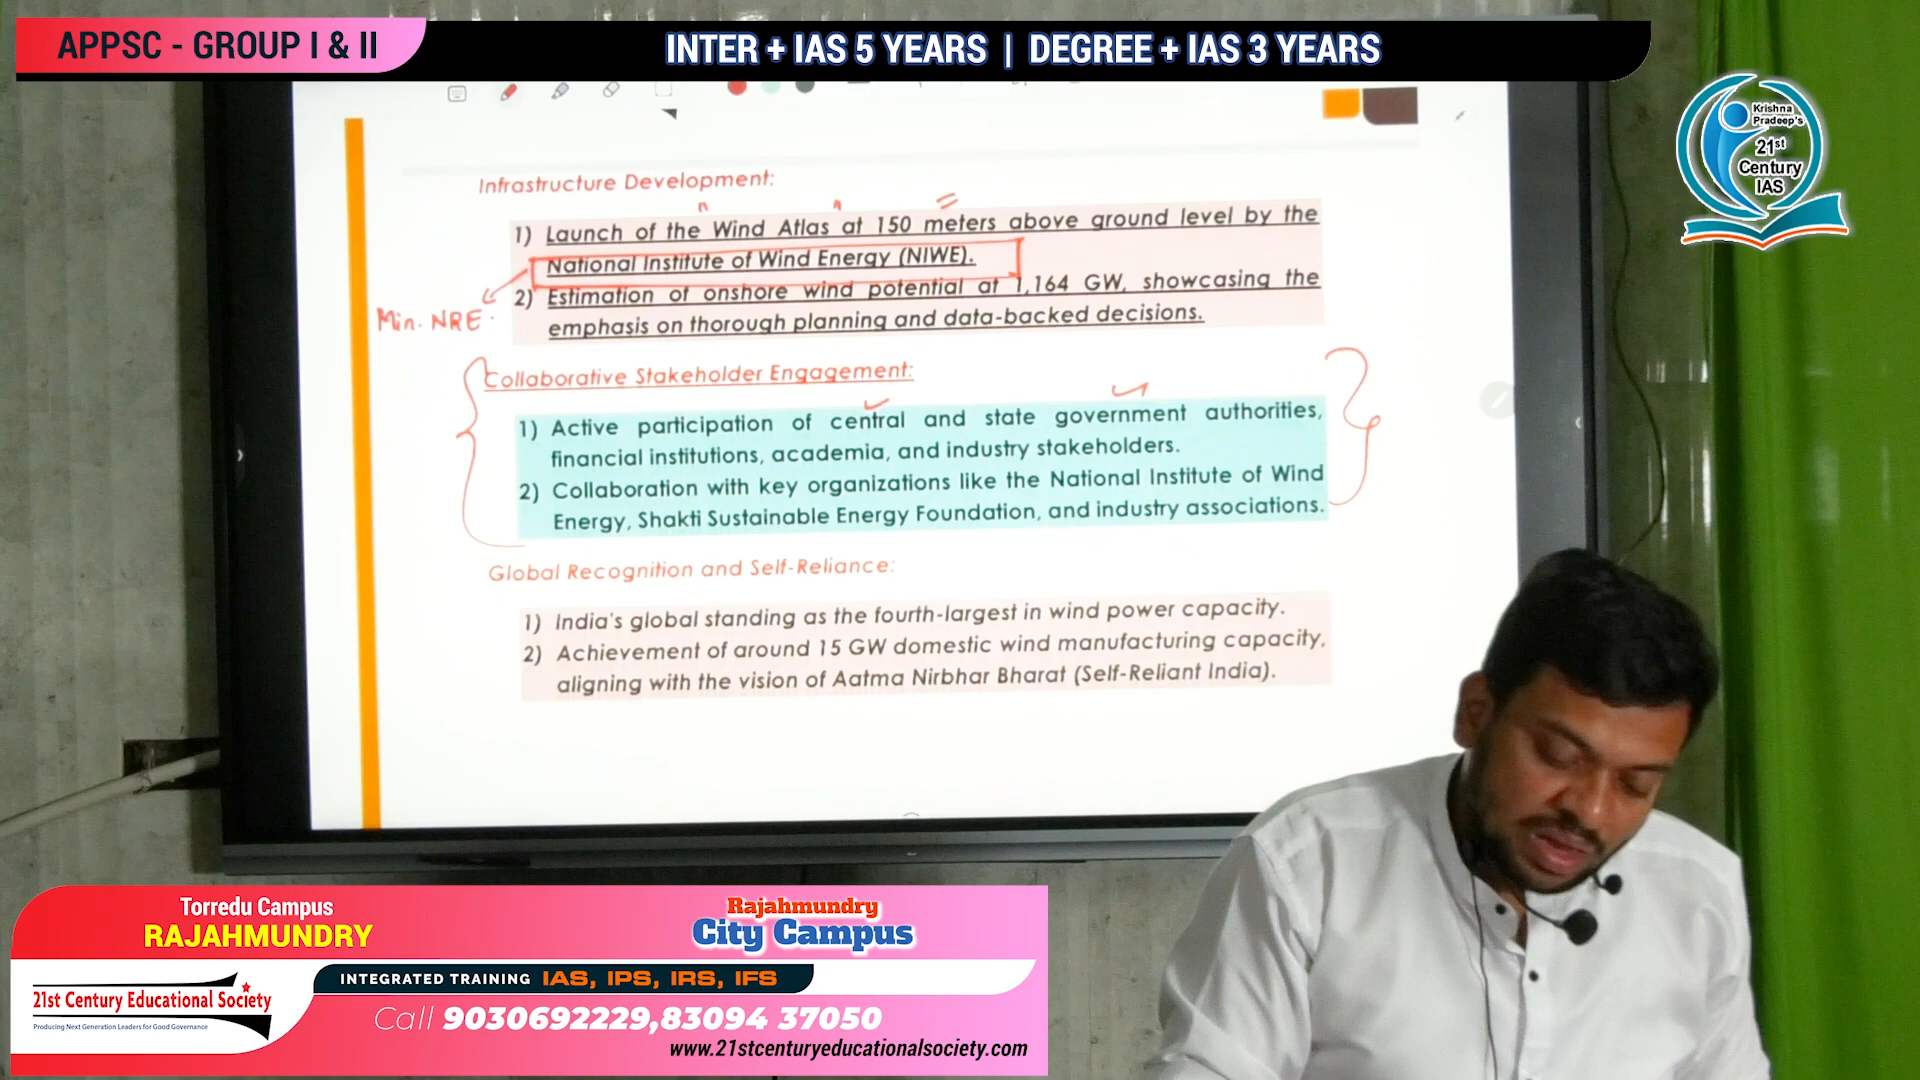 APPSC - GROUP I & II
INTER + IAS 5 YEARS | DEGREE + IAS 3 YEARS
Krishna
Pradeep's
21st
Century
IAS
Infrastructure Development:
1) Launch of the Wind Atlas at 150 meters above ground level by the
National Institute of Wind Energy (NIWE).
2) Estimation of onshore wind potential at 1,164 GW, showcasing the
emphasis on thorough planning and data-backed decisions.
Min. NRE
Collaborative Stakeholder Engagement:
1) Active participation of central and state government authorities,
financial institutions, academia, and industry stakeholders.
2) Collaboration with key organizations like the National Institute of Wind
Energy, Shakti Sustainable Energy Foundation, and industry associations.
Global Recognition and Self-Reliance:
1) India's global standing as the fourth-largest in wind power capacity.
2) Achievement of around 15 GW domestic wind manufacturing capacity,
aligning with the vision of Aatma Nirbhar Bharat (Self-Reliant India).
Torredu Campus
RAJAHMUNDRY
Rajahmundry
City Campus
21st Century Educational Society
Producing Next Generation Leaders for Good Governance
INTEGRATED TRAINING IAS, IPS, IRS, IFS
Call 9030692229,83094 37050
www.21stcenturyeducationalsociety.com